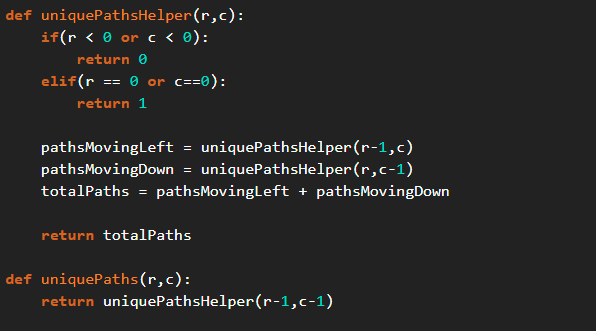 def uniquePathsHelper(r,c):
    if(r < 0 or c < 0):
        return 0
    elif(r == 0 or c==0):
        return 1

    pathsMovingLeft = uniquePathsHelper(r-1,c)
    pathsMovingDown = uniquePathsHelper(r,c-1)
    totalPaths = pathsMovingLeft + pathsMovingDown

    return totalPaths

def uniquePaths(r,c):
    return uniquePathsHelper(r-1,c-1)